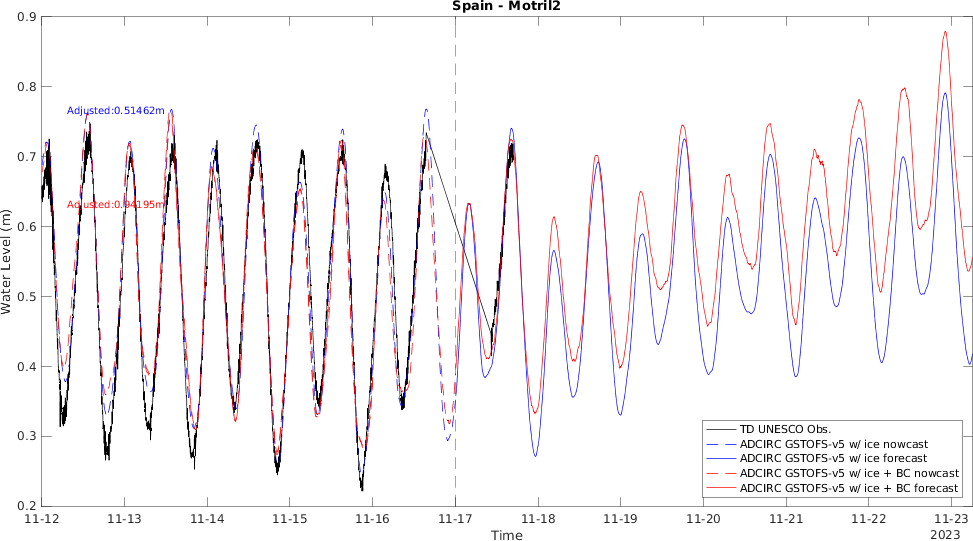 Spain - Motril2
0.9
0.8
0.7
0.6
0.5
0.4
0.3
0.2
Water Level (m)
Adjusted:0.51462m
Adjusted:0.94195m
TD UNESCO Obs.
ADCIRC GSTOFS-v5 w/ ice nowcast
ADCIRC GSTOFS-v5 w/ ice forecast
ADCIRC GSTOFS-v5 w/ ice + BC nowcast
ADCIRC GSTOFS-v5 w/ ice + BC forecast
11-12 11-13 11-14 11-15 11-16 11-17 11-18 11-19 11-20 11-21 11-22 11-23
Time 2023